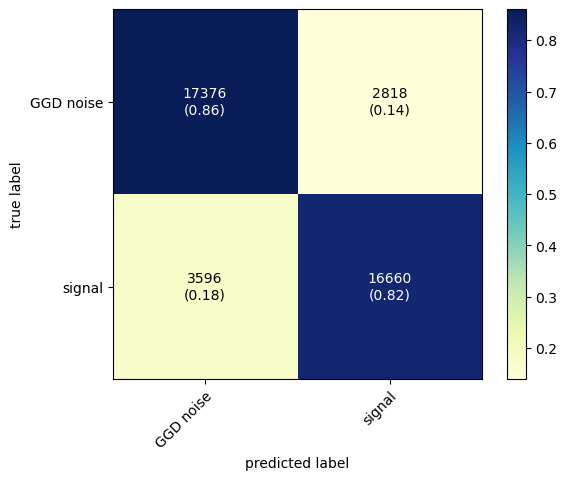 GGD noise
signal
true label
17376
(0.86)
2818
(0.14)
3596
(0.18)
16660
(0.82)
GGD noise
signal
predicted label
0.8
0.7
0.6
0.5
0.4
0.3
0.2